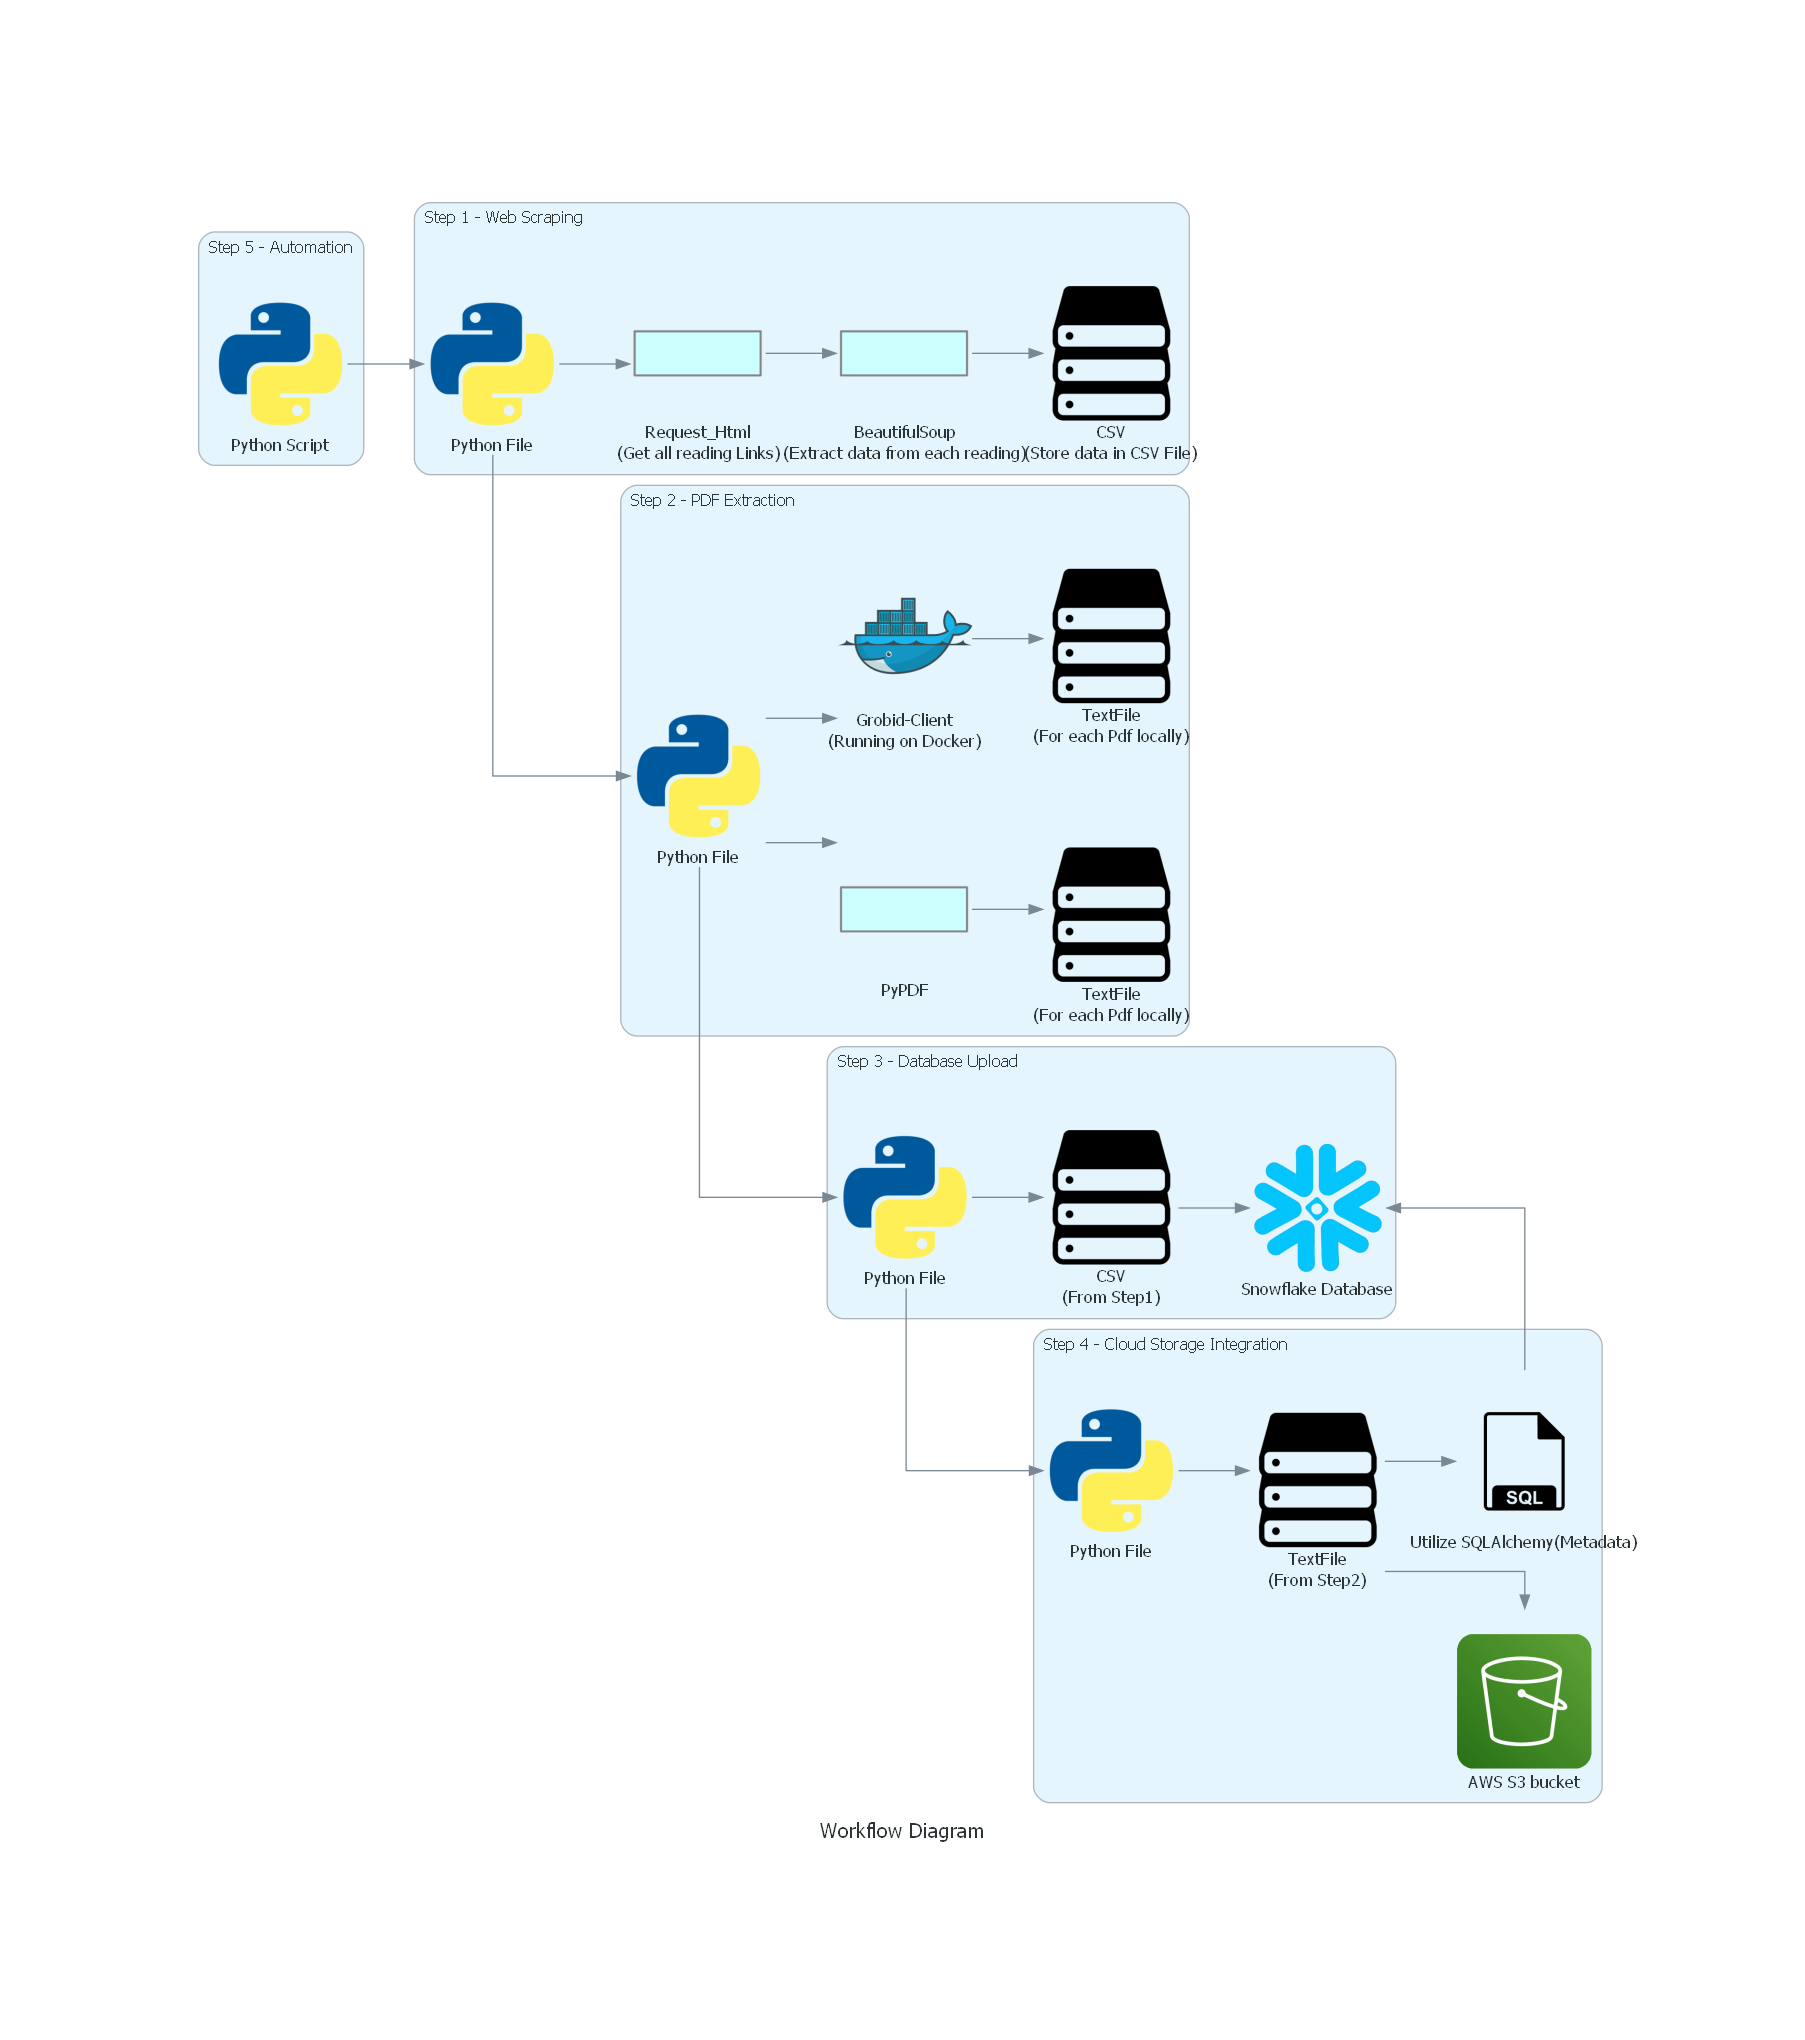 Step 5 - Automation
Python Script
Step 1 - Web Scraping
Python File
Request_Html
(Get all reading Links)
BeautifulSoup
(Extract data from each reading)
CSV
(Store data in CSV File)
Step 2 - PDF Extraction
Python File
Grobid-Client
(Running on Docker)
TextFile
(For each Pdf locally)
PyPDF
TextFile
(For each Pdf locally)
Step 3 - Database Upload
Python File
CSV
(From Step1)
Snowflake Database
Step 4 - Cloud Storage Integration
Python File
TextFile
(From Step2)
SQL
Utilize SQLAlchemy(Metadata)
AWS S3 bucket
Workflow Diagram